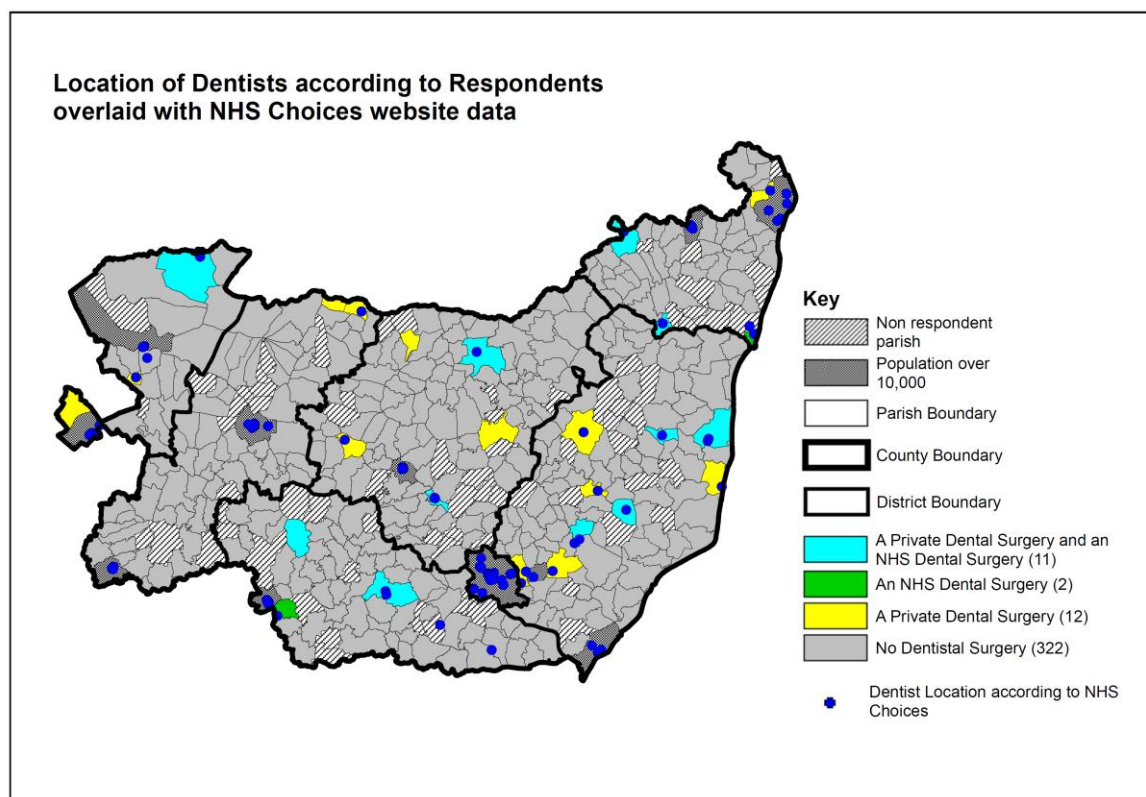 Location of Dentists according to Respondents
overlaid with NHS Choices website data
Key
Non respondent
parish
Population over
10,000
Parish Boundary
County Boundary
District Boundary
A Private Dental Surgery and an
NHS Dental Surgery (11)
An NHS Dental Surgery (2)
A Private Dental Surgery (12)
No Dentistal Surgery (322)
Dentist Location according to NHS
Choices